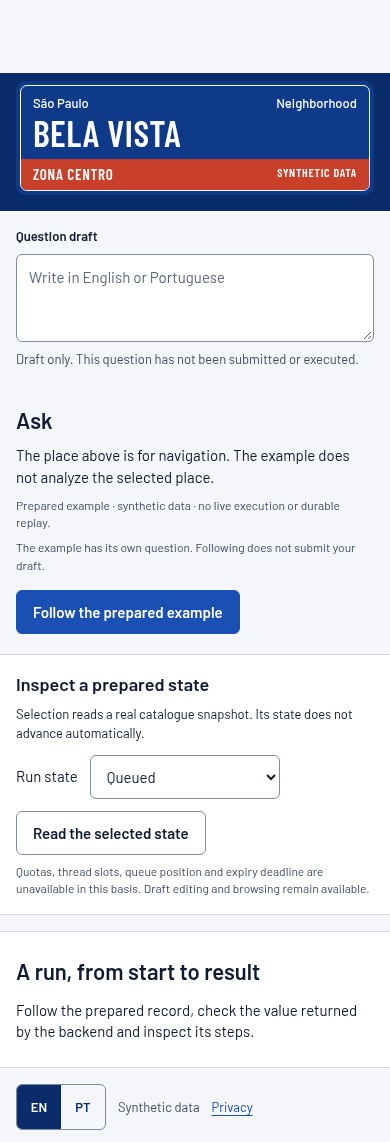 São Paulo
Neighborhood
BELA VISTA
ZONA CENTRO
SYNTHETIC DATA
Question draft
Write in English or Portuguese
Draft only. This question has not been submitted or executed.
Ask
The place above is for navigation. The example does
not analyze the selected place.
Prepared example · synthetic data · no live execution or durable
replay.
The example has its own question. Following does not submit your
draft.
Follow the prepared example
Inspect a prepared state
Selection reads a real catalogue snapshot. Its state does not
advance automatically.
Run state
Queued
Read the selected state
Quotas, thread slots, queue position and expiry deadline are
unavailable in this basis. Draft editing and browsing remain available.
A run, from start to result
Follow the prepared record, check the value returned
by the backend and inspect its steps.
EN
PT
Synthetic data
Privacy